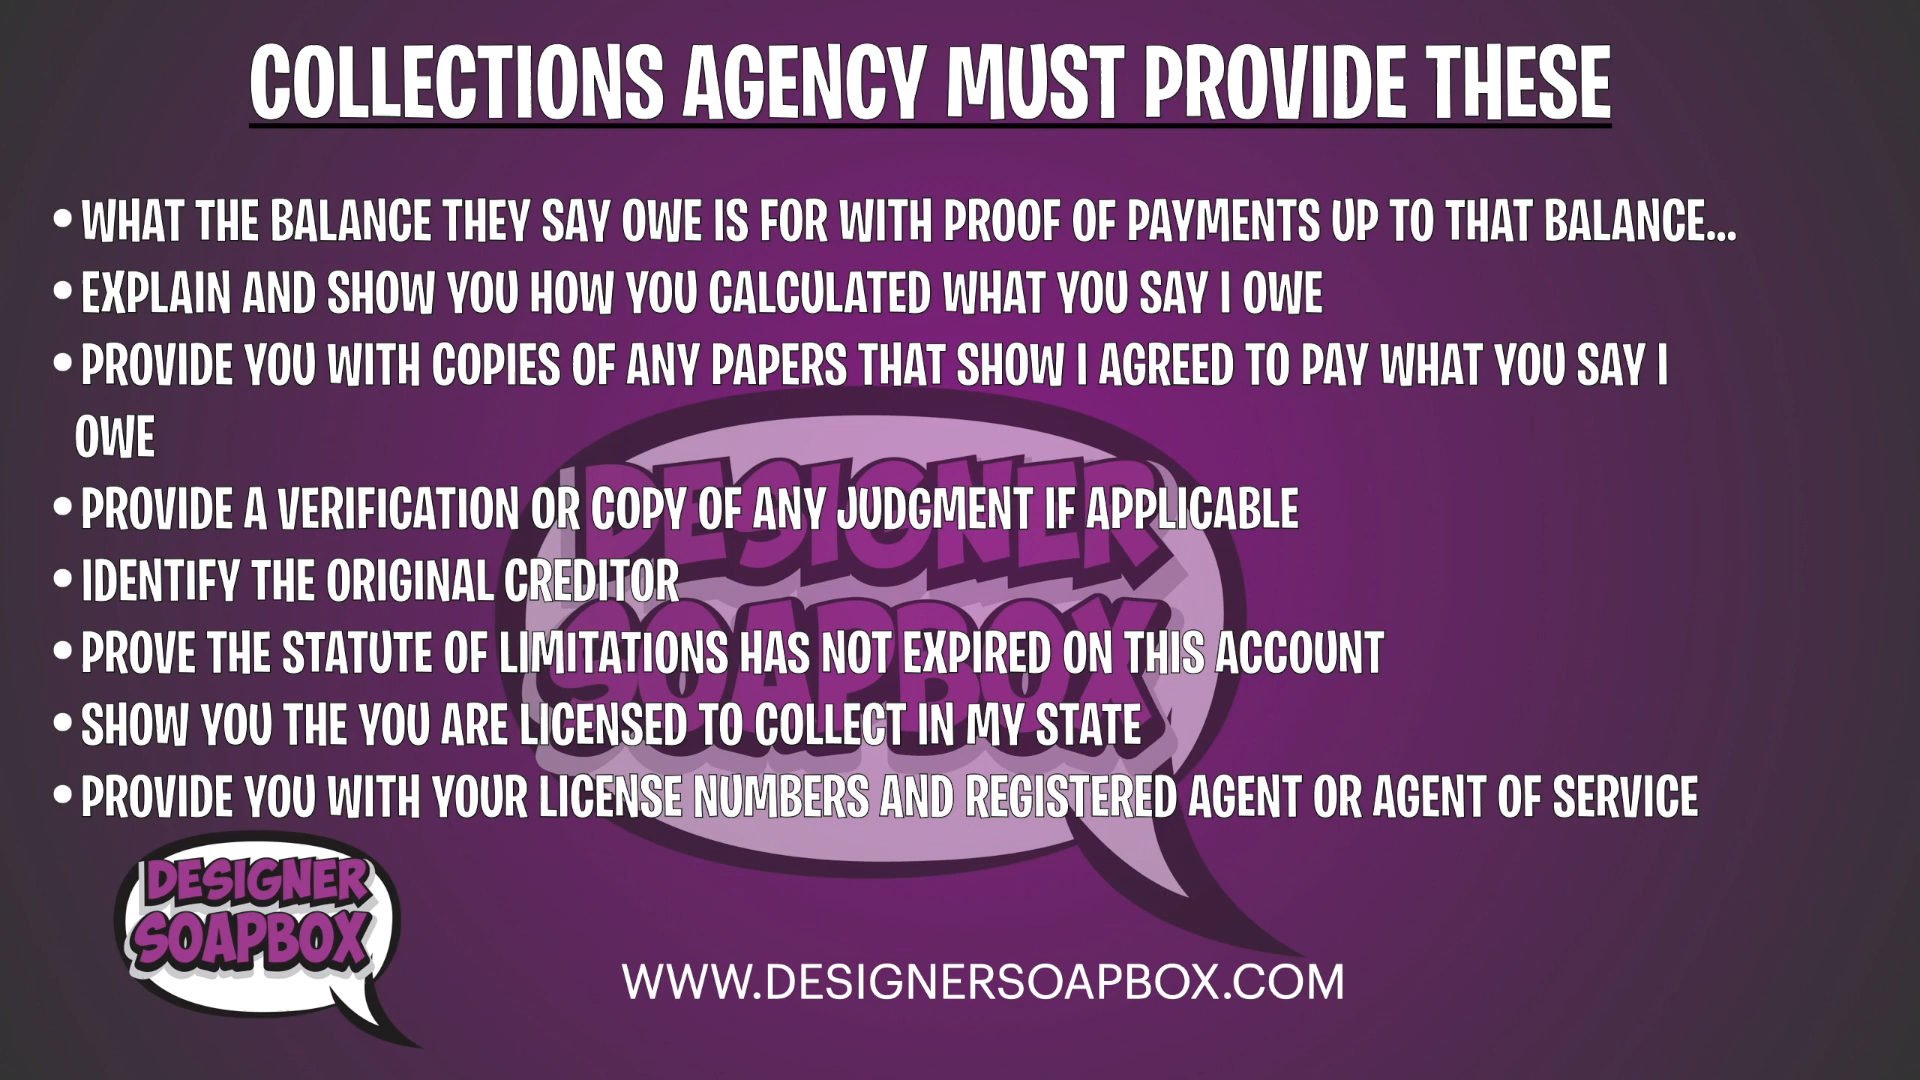 COLLECTIONS AGENCY MUST PROVIDE THESE
• WHAT THE BALANCE THEY SAY OWE IS FOR WITH PROOF OF PAYMENTS UP TO THAT BALANCE...
• EXPLAIN AND SHOW YOU HOW YOU CALCULATED WHAT YOU SAY I OWE
• PROVIDE YOU WITH COPIES OF ANY PAPERS THAT SHOW I AGREED TO PAY WHAT YOU SAY I
OWE
• PROVIDE A VERIFICATION OR COPY OF ANY JUDGMENT IF APPLICABLE
• IDENTIFY THE ORIGINAL CREDITOR
• PROVE THE STATUTE OF LIMITATIONS HAS NOT EXPIRED ON THIS ACCOUNT
• SHOW YOU THE YOU ARE LICENSED TO COLLECT IN MY STATE
• PROVIDE YOU WITH YOUR LICENSE NUMBERS AND REGISTERED AGENT OR AGENT OF SERVICE
DESIGNER
SOAPBOX
DESIGNER
SOAPBOX
WWW.DESIGNERSOAPBOX.COM